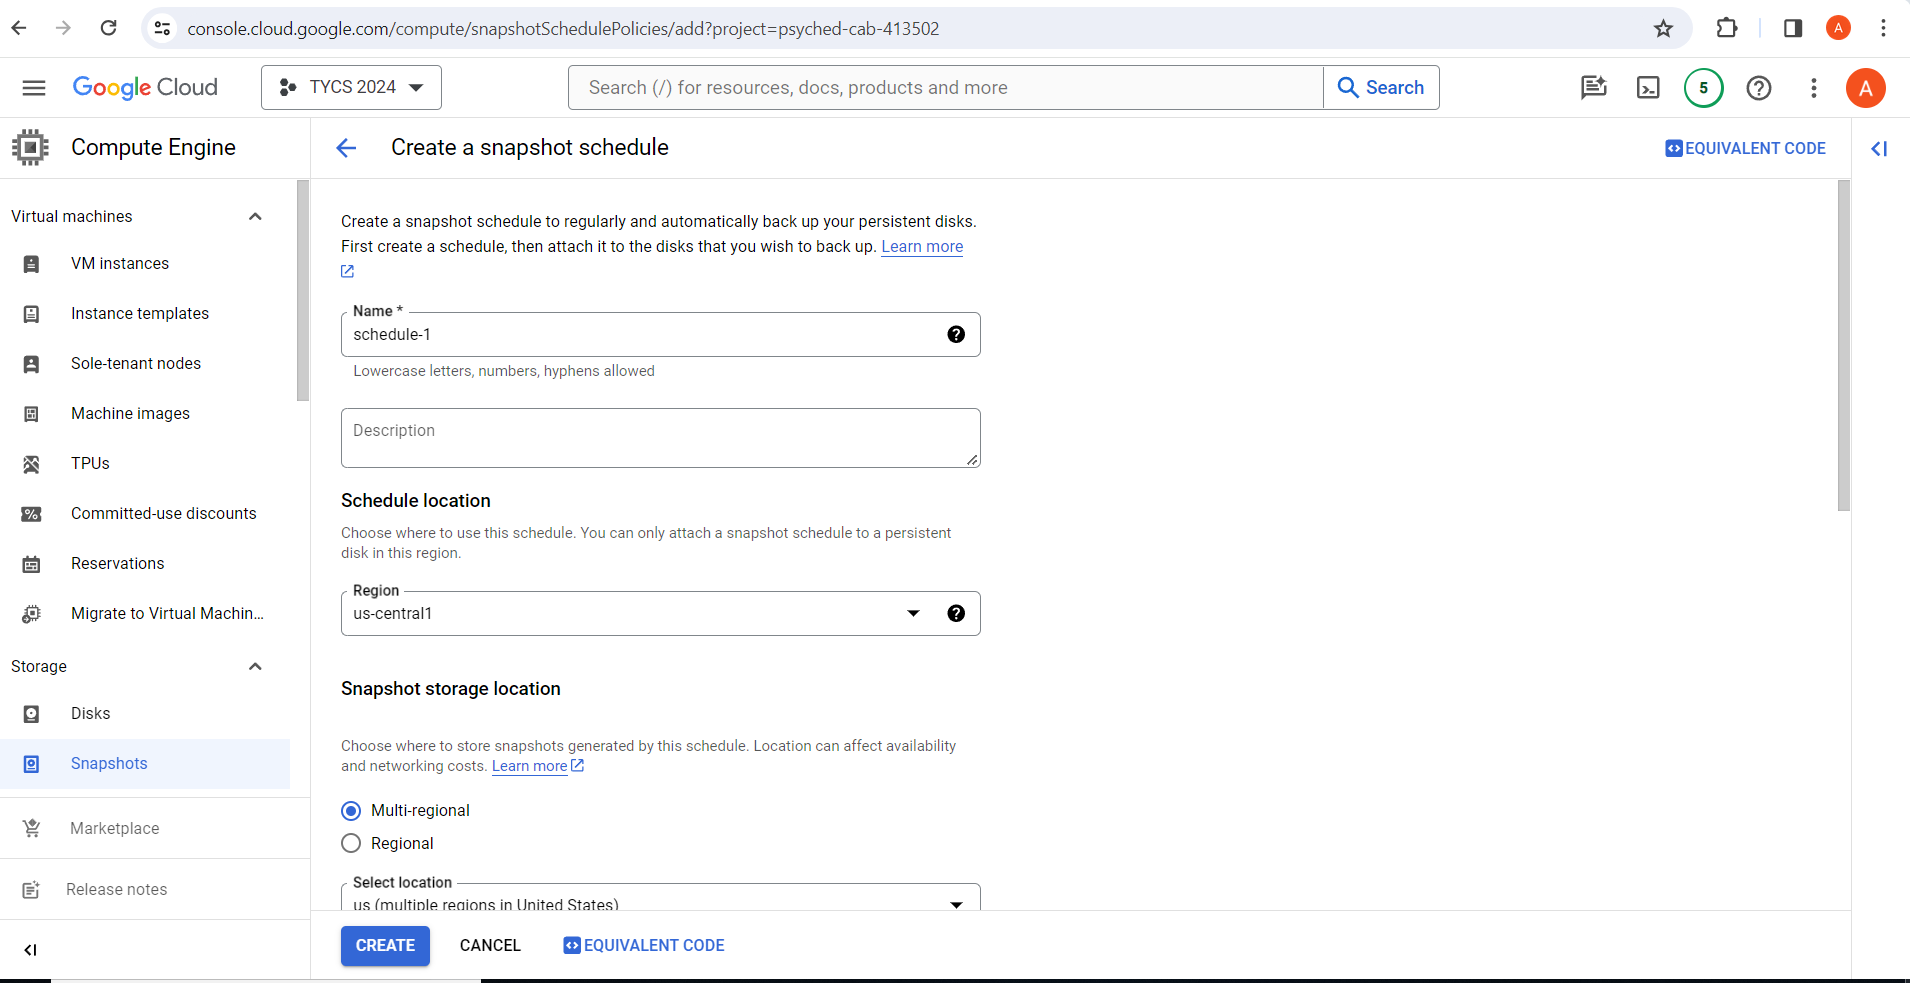 console.cloud.google.com/compute/snapshotSchedulePolicies/add?project=psyched-cab-413502
A
Google Cloud
TYCS 2024
Search (/) for resources, docs, products and more
Search
5
A
Compute Engine
Create a snapshot schedule
EQUIVALENT CODE
Virtual machines
VM instances
Instance templates
Sole-tenant nodes
Machine images
TPUs
Committed-use discounts
Reservations
Migrate to Virtual Machin...
Storage
Disks
Snapshots
Marketplace
Release notes
Create a snapshot schedule to regularly and automatically back up your persistent disks.
First create a schedule, then attach it to the disks that you wish to back up. Learn more
Name *
schedule-1
Lowercase letters, numbers, hyphens allowed
Description
Schedule location
Choose where to use this schedule. You can only attach a snapshot schedule to a persistent
disk in this region.
Region
us-central1
Snapshot storage location
Choose where to store snapshots generated by this schedule. Location can affect availability
and networking costs. Learn more
Multi-regional
Regional
Select location
us (multiple regions in United States)
CREATE
CANCEL
EQUIVALENT CODE